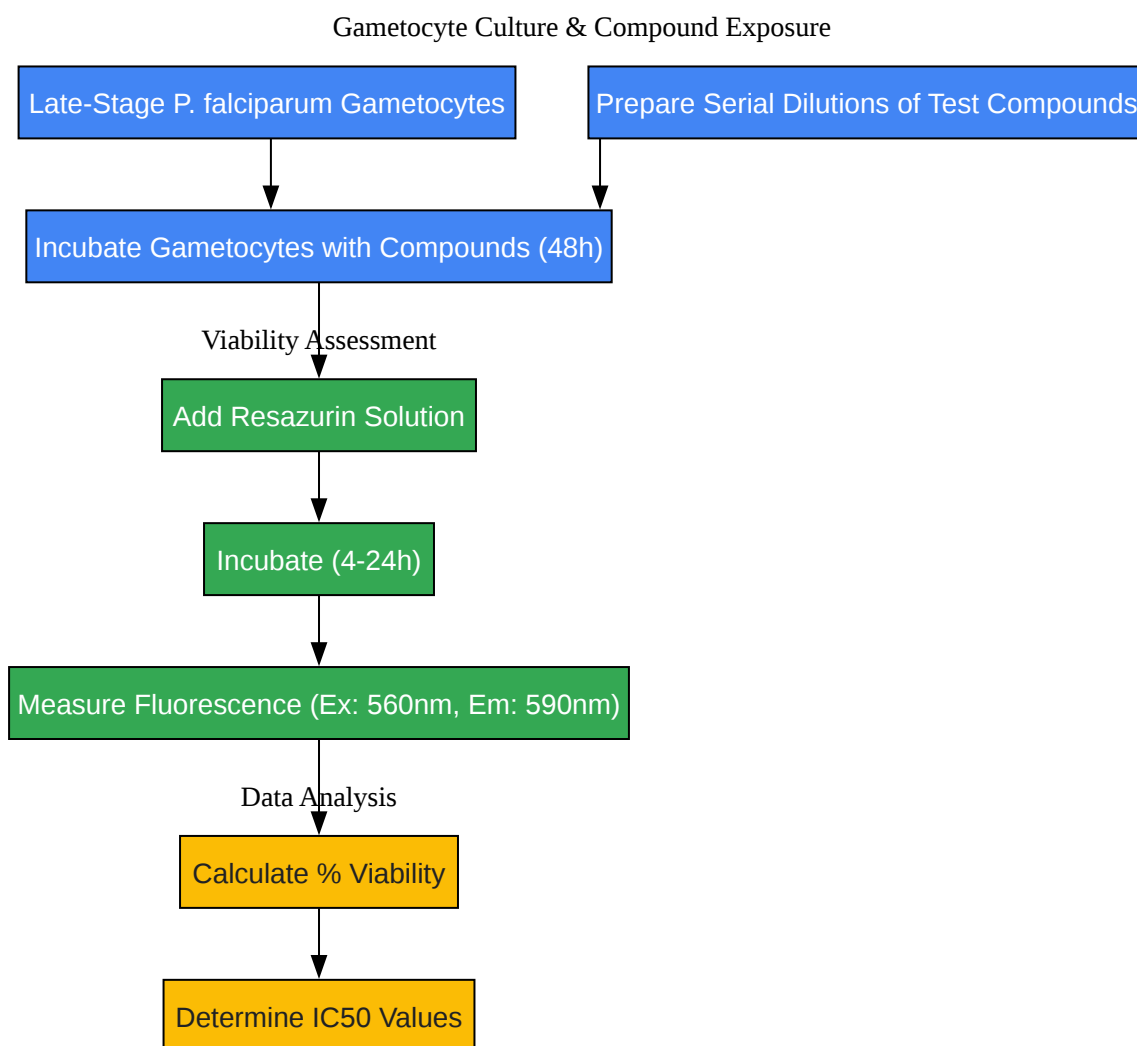 Gametocyte Culture & Compound Exposure
Late-Stage P. falciparum Gametocytes
Prepare Serial Dilutions of Test Compounds
Incubate Gametocytes with Compounds (48h)
Viability Assessment
Add Resazurin Solution
Incubate (4-24h)
Measure Fluorescence (Ex: 560nm, Em: 590nm)
Data Analysis
Calculate % Viability
Determine IC50 Values